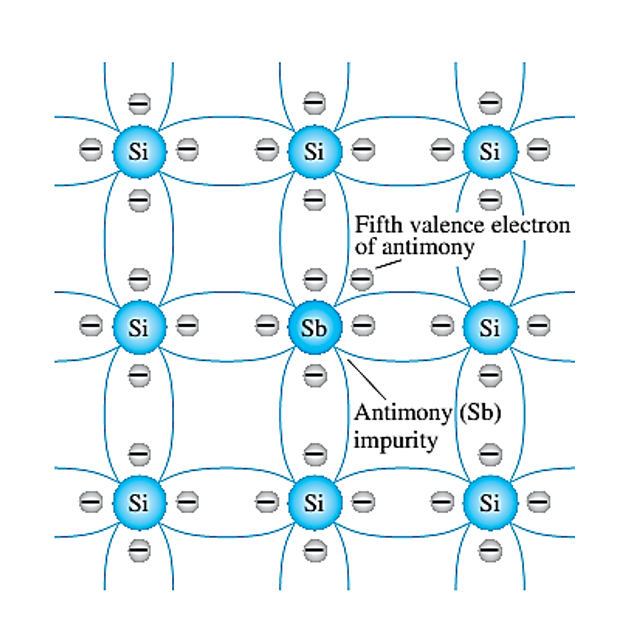 Si Si Si
Fifth valence electron
of antimony
Si Sb Si
Antimony (Sb)
impurity
Si Si Si